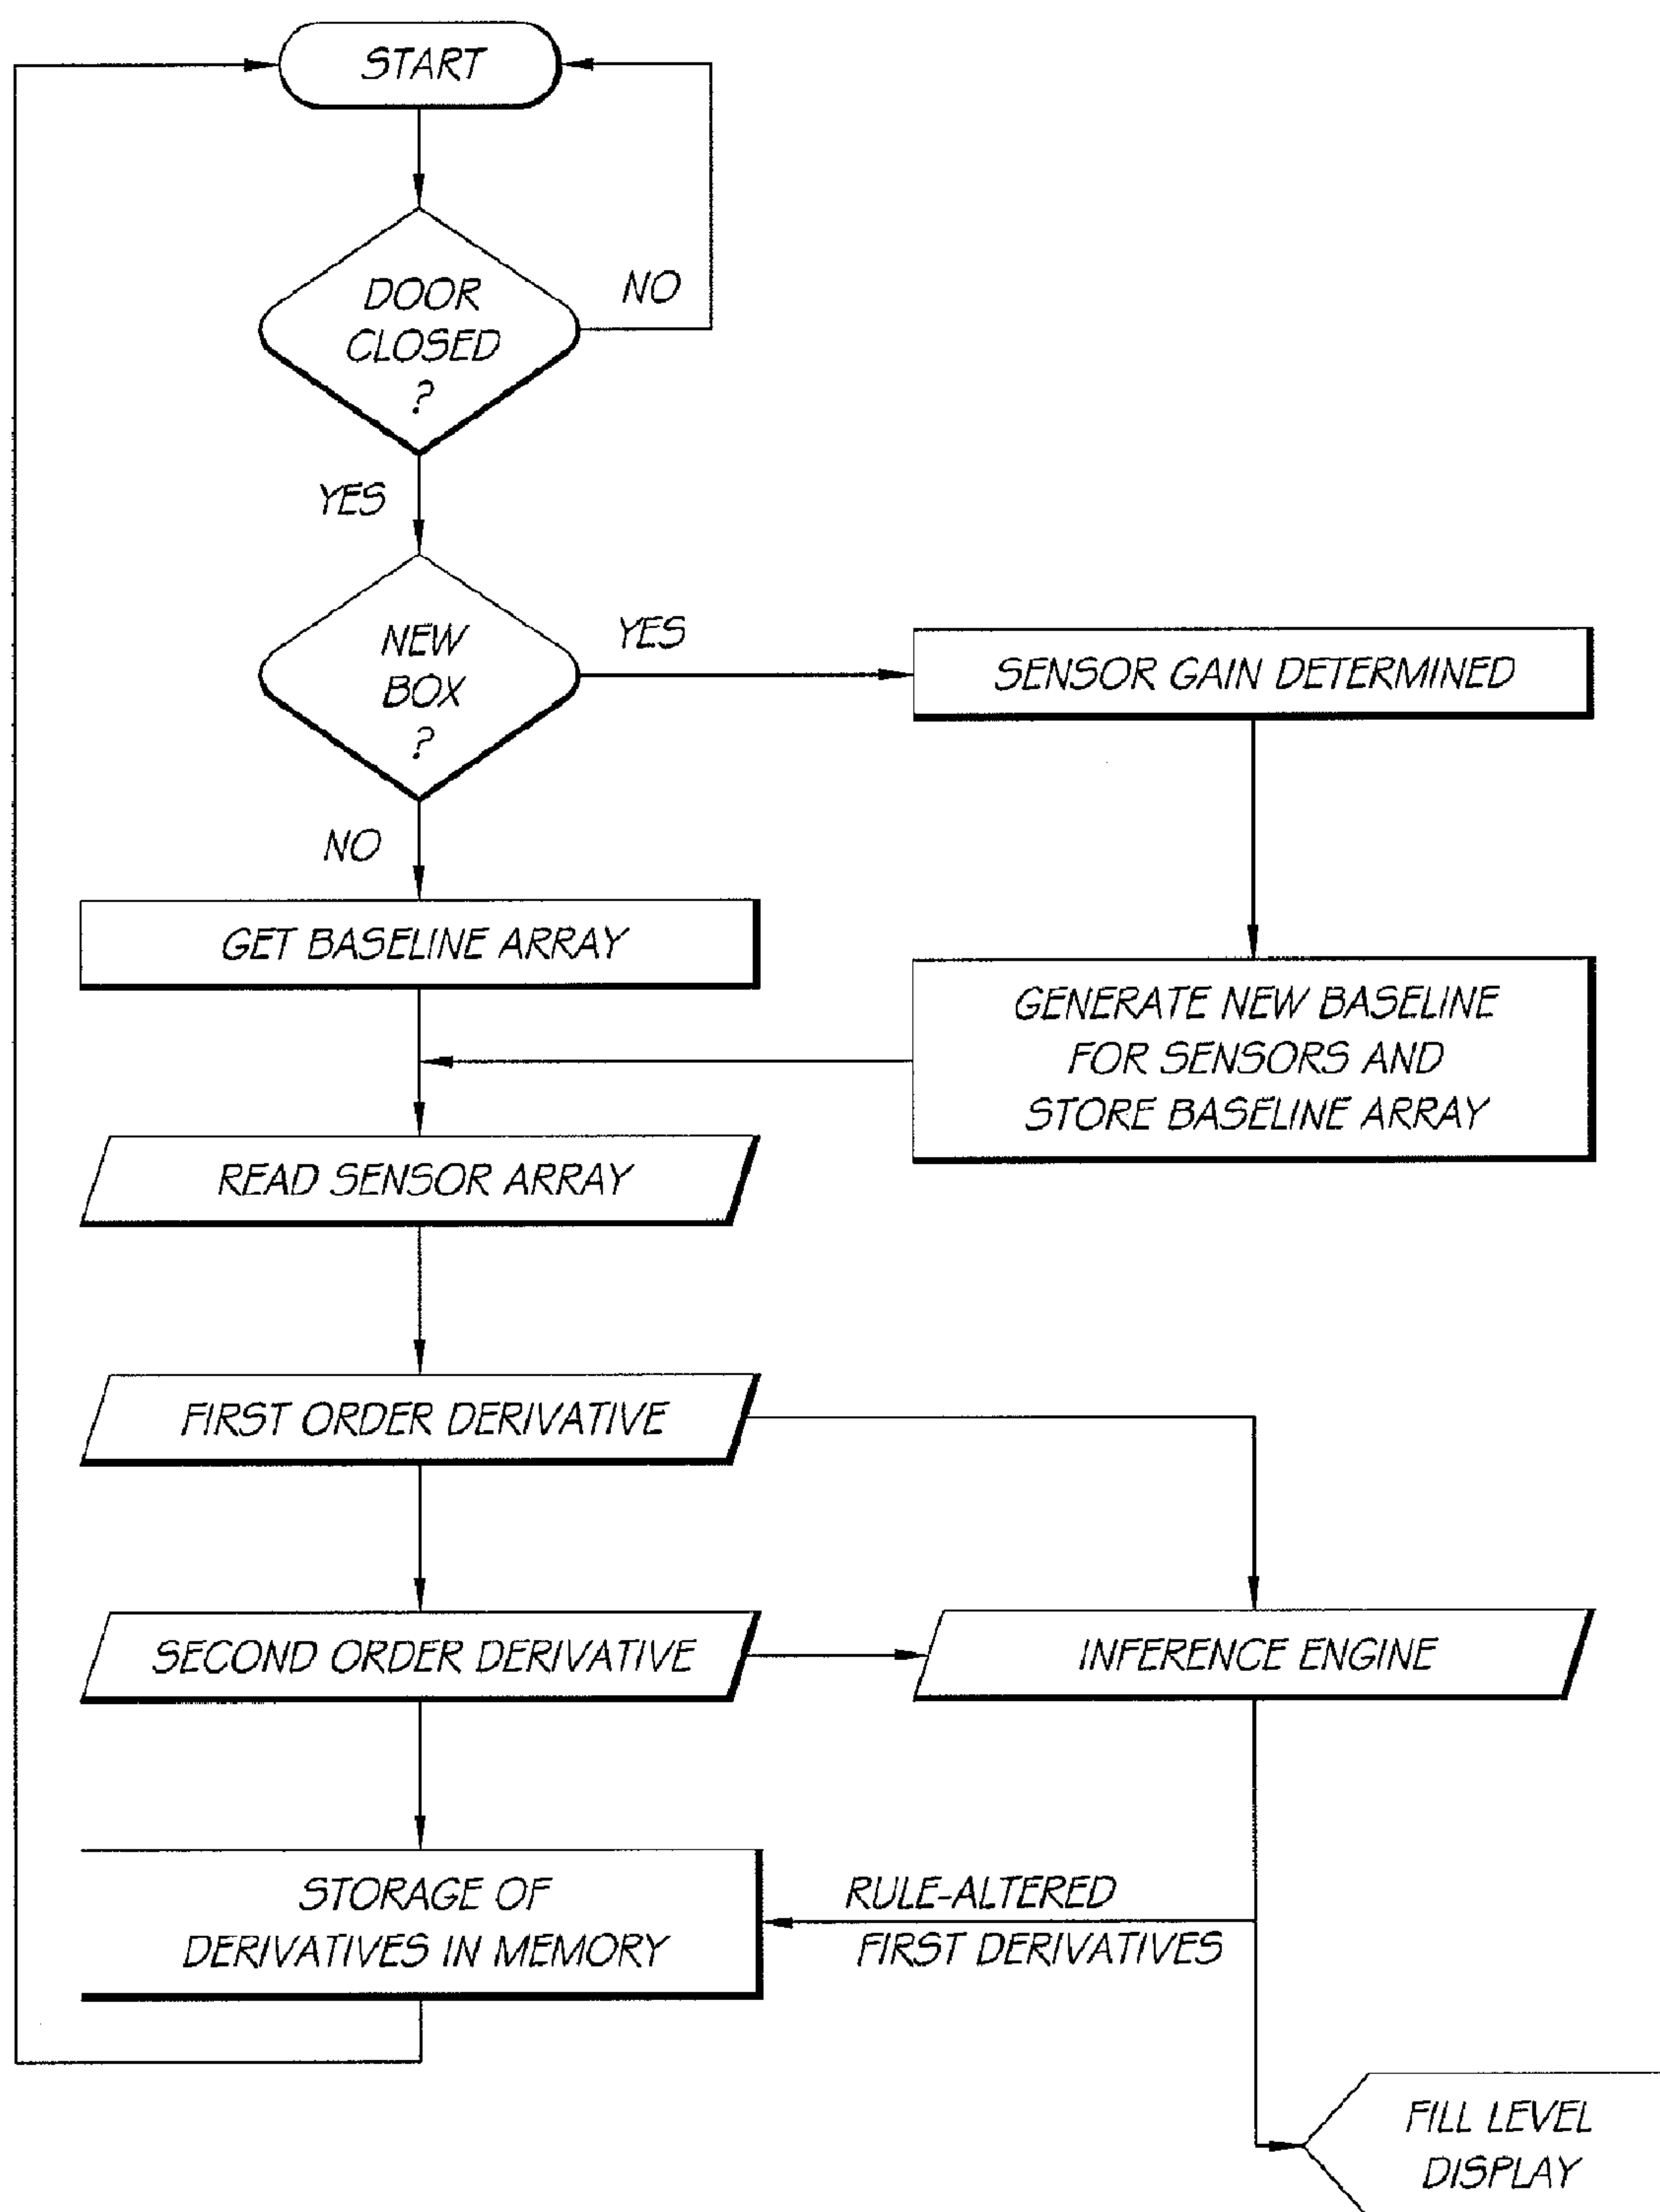 START
DOOR
CLOSED
?
NO
YES
NEW
BOX
?
YES
SENSOR GAIN DETERMINED
NO
GET BASELINE ARRAY
GENERATE NEW BASELINE
FOR SENSORS AND
STORE BASELINE ARRAY
READ SENSOR ARRAY
FIRST ORDER DERIVATIVE
SECOND ORDER DERIVATIVE
INFERENCE ENGINE
STORAGE OF
DERIVATIVES IN MEMORY
RULE-ALTERED
FIRST DERIVATIVES
FILL LEVEL
DISPLAY